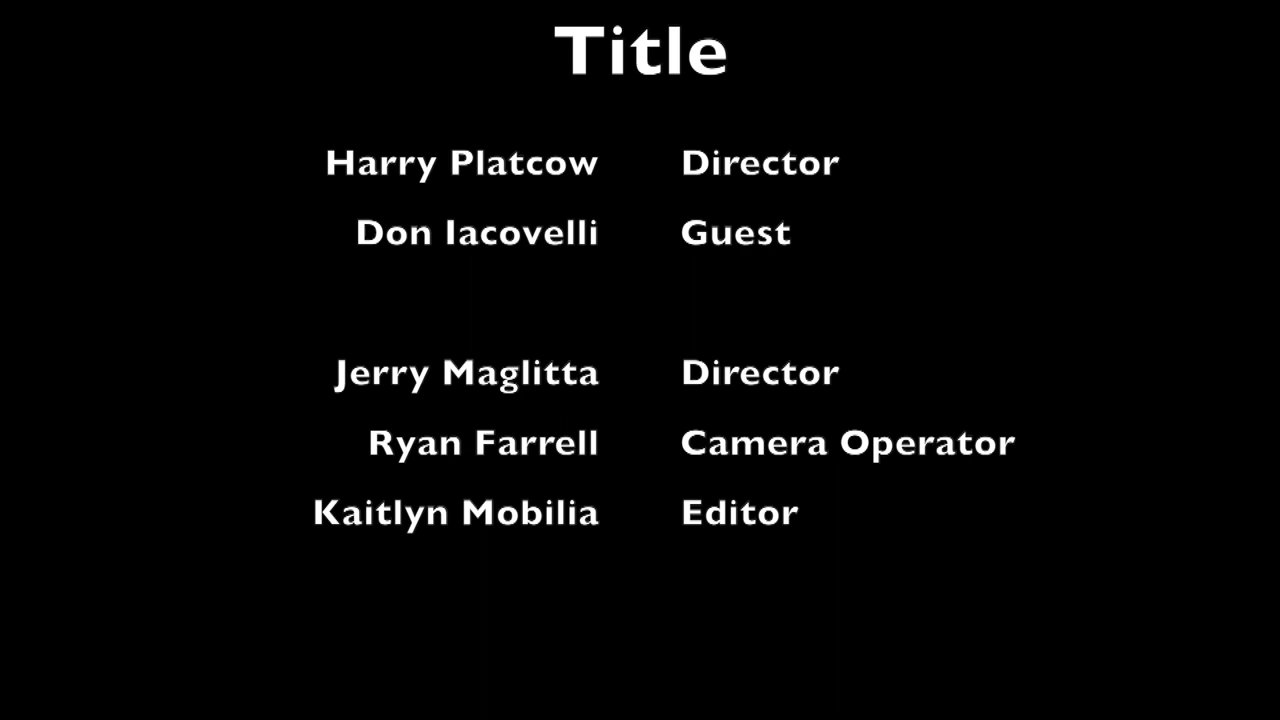 Title
Harry Platcow Director
Don Iacovelli Guest
Jerry Maglitta Director
Ryan Farrell Camera Operator
Kaitlyn Mobilia Editor